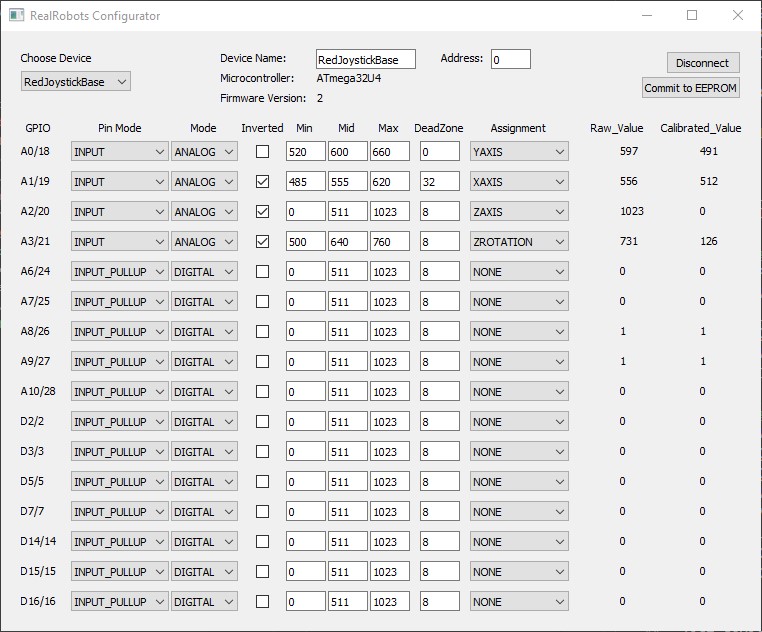 RealRobots Configurator
Choose Device Device Name: RedJoystickBase Address: 0 Disconnect
RedJoystickBase Microcontroller: ATmega32U4 Commit to EEPROM
Firmware Version: 2
GPIO Pin Mode Mode Inverted Min Mid Max DeadZone Assignment Raw_Value Calibrated_Value
A0/18 INPUT ANALOG 520 600 660 0 YAXIS 597 491
A1/19 INPUT ANALOG 485 555 620 32 XAXIS 556 512
A2/20 INPUT ANALOG 0 511 1023 8 ZAXIS 1023 0
A3/21 INPUT ANALOG 500 640 760 8 ZROTATION 731 126
A6/24 INPUT_PULLUP DIGITAL 0 511 1023 8 NONE 0 0
A7/25 INPUT_PULLUP DIGITAL 0 511 1023 8 NONE 0 0
A8/26 INPUT_PULLUP DIGITAL 0 511 1023 8 NONE 1 1
A9/27 INPUT_PULLUP DIGITAL 0 511 1023 8 NONE 1 1
A10/28 INPUT_PULLUP DIGITAL 0 511 1023 8 NONE 0 0
D2/2 INPUT_PULLUP DIGITAL 0 511 1023 8 NONE 0 0
D3/3 INPUT_PULLUP DIGITAL 0 511 1023 8 NONE 0 0
D5/5 INPUT_PULLUP DIGITAL 0 511 1023 8 NONE 0 0
D7/7 INPUT_PULLUP DIGITAL 0 511 1023 8 NONE 0 0
D14/14 INPUT_PULLUP DIGITAL 0 511 1023 8 NONE 0 0
D15/15 INPUT_PULLUP DIGITAL 0 511 1023 8 NONE 0 0
D16/16 INPUT_PULLUP DIGITAL 0 511 1023 8 NONE 0 0